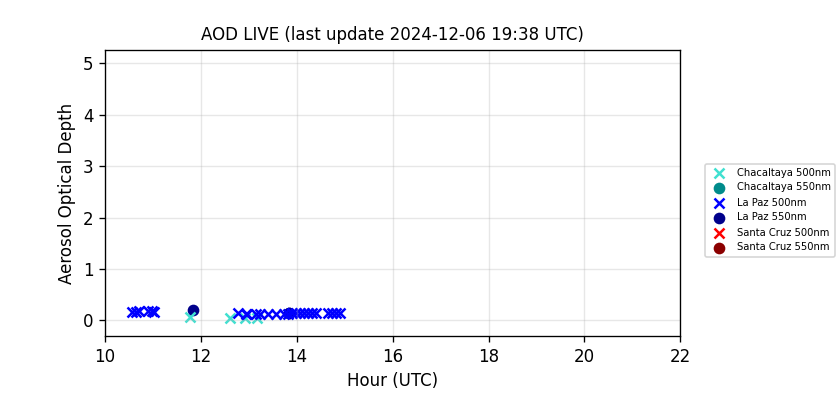 AOD LIVE (last update 2024-12-06 19:38 UTC)
Aerosol Optical Depth
5
4
3
2
1
0
10 12 14 16 18 20 22
Hour (UTC)
Chacaltaya 500nm
Chacaltaya 550nm
La Paz 500nm
La Paz 550nm
Santa Cruz 500nm
Santa Cruz 550nm